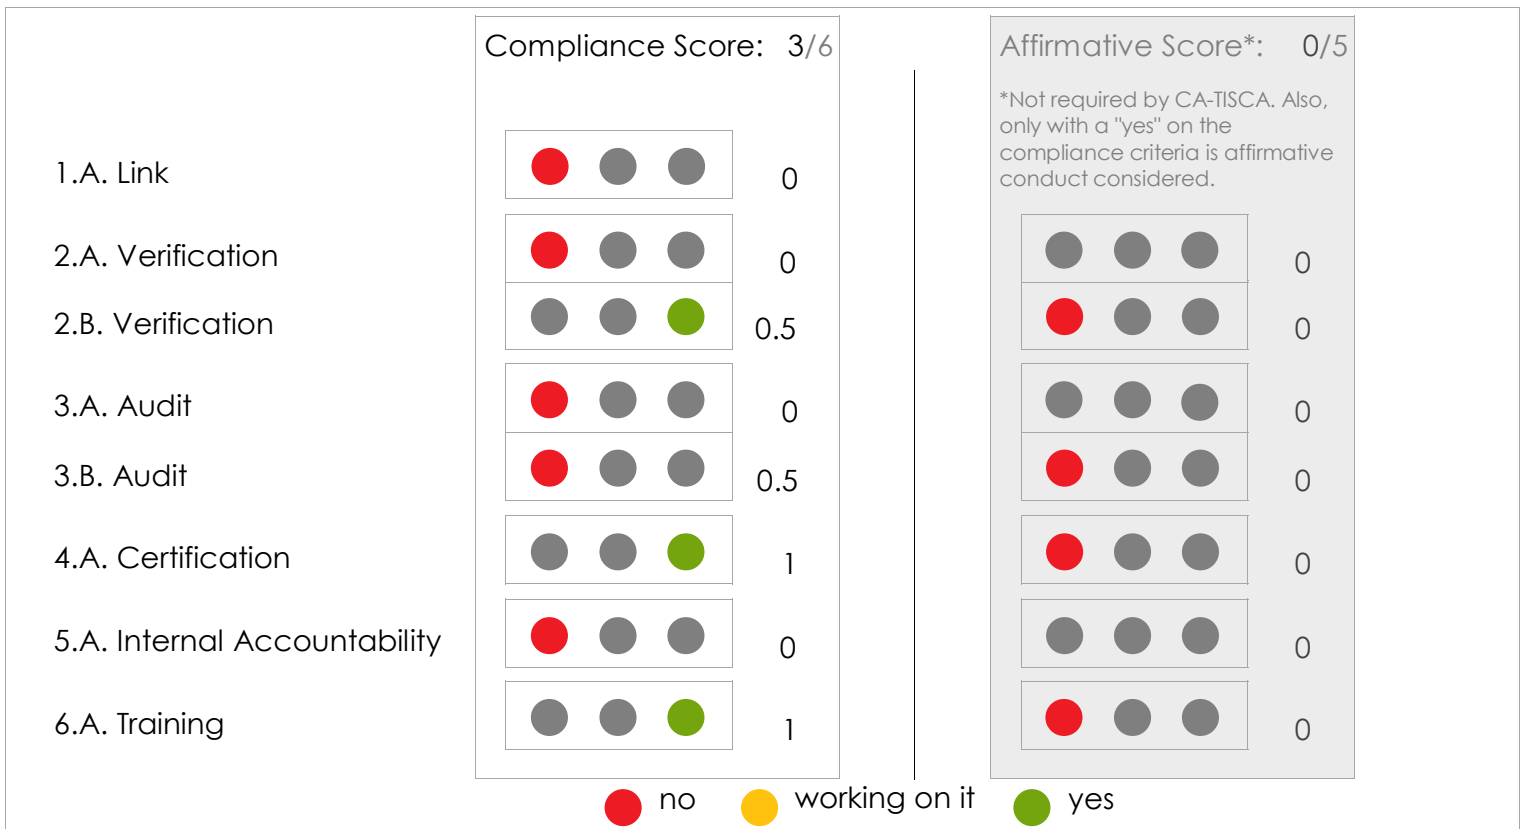 Compliance Score: 3/6
Affirmative Score*: 0/5
*Not required by CA-TISCA. Also,
only with a "yes" on the
compliance criteria is affirmative
conduct considered.
1.A. Link 0
2.A. Verification 0 0
2.B. Verification 0.5 0
3.A. Audit 0 0
3.B. Audit 0.5 0
4.A. Certification 1 0
5.A. Internal Accountability 0 0
6.A. Training 1 0
no working on it yes